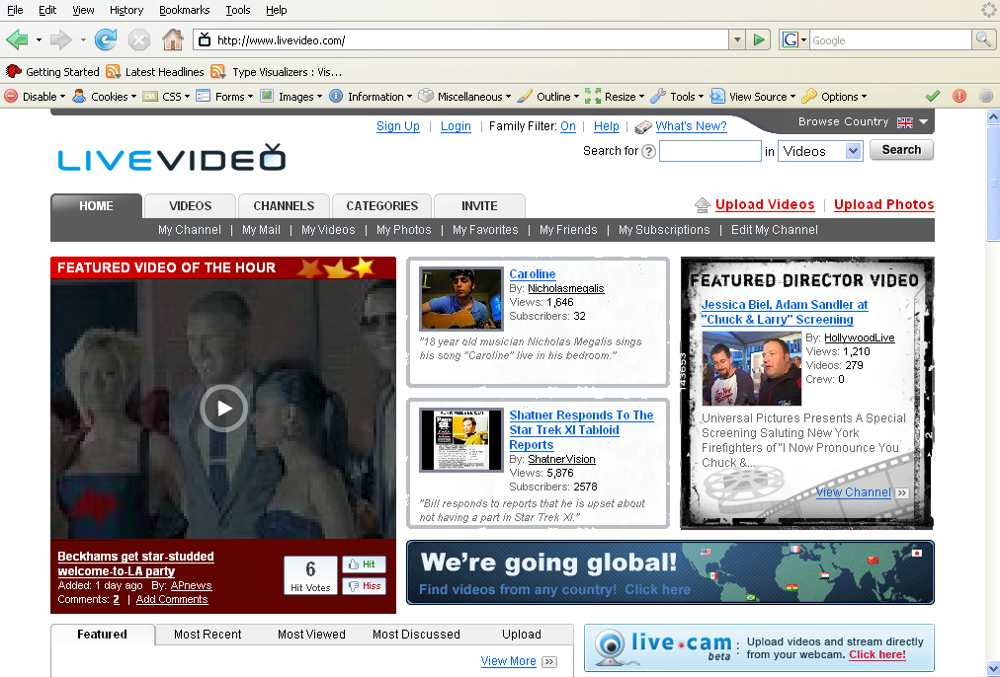 File Edit View History Bookmarks Tools Help
http://www.livevideo.com/
G Google
Getting Started Latest Headlines Type Visualizers : Vis...
Disable Cookies CSS Forms Images Information Miscellaneous Outline Resize Tools View Source Options
Sign Up | Login | Family Filter: On | Help | What's New?
Browse Country
LIVEVIDEO
Search for ? in Videos Search
HOME VIDEOS CHANNELS CATEGORIES INVITE
Upload Videos | Upload Photos
My Channel | My Mail | My Videos | My Photos | My Favorites | My Friends | My Subscriptions | Edit My Channel
FEATURED VIDEO OF THE HOUR
Beckhams get star-studded
welcome-to-LA party
Added: 1 day ago By: APnews
Comments: 2 | Add Comments
6
Hit Votes
Hit
Miss
Caroline
By: Nicholasmegalis
Views: 1,646
Subscribers: 32
"18 year old musician Nicholas Megalis sings
his song "Caroline" live in his bedroom."
Shatner Responds To The
Star Trek XI Tabloid
Reports
By: ShatnerVision
Views: 5,876
Subscribers: 2578
"Bill responds to reports that he is upset about
not having a part in Star Trek XI."
FEATURED DIRECTOR VIDEO
Jessica Biel, Adam Sandler at
"Chuck & Larry" Screening
By: HollywoodLive
Views: 1,210
Videos: 279
Crew: 0
Universal Pictures Presents A Special
Screening Saluting New York
Firefighters of "I Now Pronounce You
Chuck &...
View Channel >>
We're going global!
Find videos from any country! Click here
Featured Most Recent Most Viewed Most Discussed Upload
View More >>
live cam
beta
: Upload videos and stream directly
from your webcam. Click here!